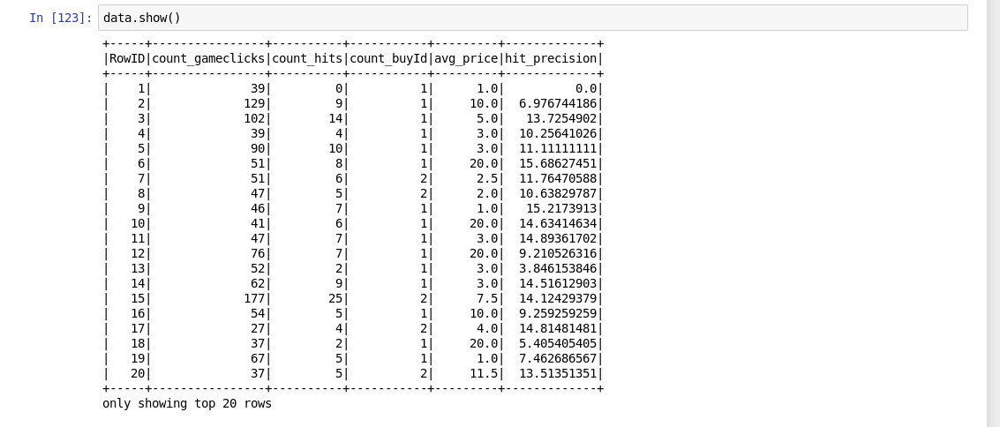 In [123]: data.show()
+-----+----------------+----------+-----------+---------+-------------+
|RowID|count_gameclicks|count_hits|count_buyId|avg_price|hit_precision|
+-----+----------------+----------+-----------+---------+-------------+
|    1|              39|         0|          1|      1.0|          0.0|
|    2|             129|         9|          1|     10.0|  6.976744186|
|    3|             102|        14|          1|      5.0|   13.7254902|
|    4|              39|         4|          1|      3.0|  10.25641026|
|    5|              90|        10|          1|      3.0|  11.11111111|
|    6|              51|         8|          1|     20.0|  15.68627451|
|    7|              51|         6|          2|      2.5|  11.76470588|
|    8|              47|         5|          2|      2.0|  10.63829787|
|    9|              46|         7|          1|      1.0|   15.2173913|
|   10|              41|         6|          1|     20.0|  14.63414634|
|   11|              47|         7|          1|      3.0|  14.89361702|
|   12|              76|         7|          1|     20.0|  9.210526316|
|   13|              52|         2|          1|      3.0|  3.846153846|
|   14|              62|         9|          1|      3.0|  14.51612903|
|   15|             177|        25|          2|      7.5|  14.12429379|
|   16|              54|         5|          1|     10.0|  9.259259259|
|   17|              27|         4|          2|      4.0|  14.81481481|
|   18|              37|         2|          1|     20.0|  5.405405405|
|   19|              67|         5|          1|      1.0|  7.462686567|
|   20|              37|         5|          2|     11.5|  13.51351351|
+-----+----------------+----------+-----------+---------+-------------+
only showing top 20 rows